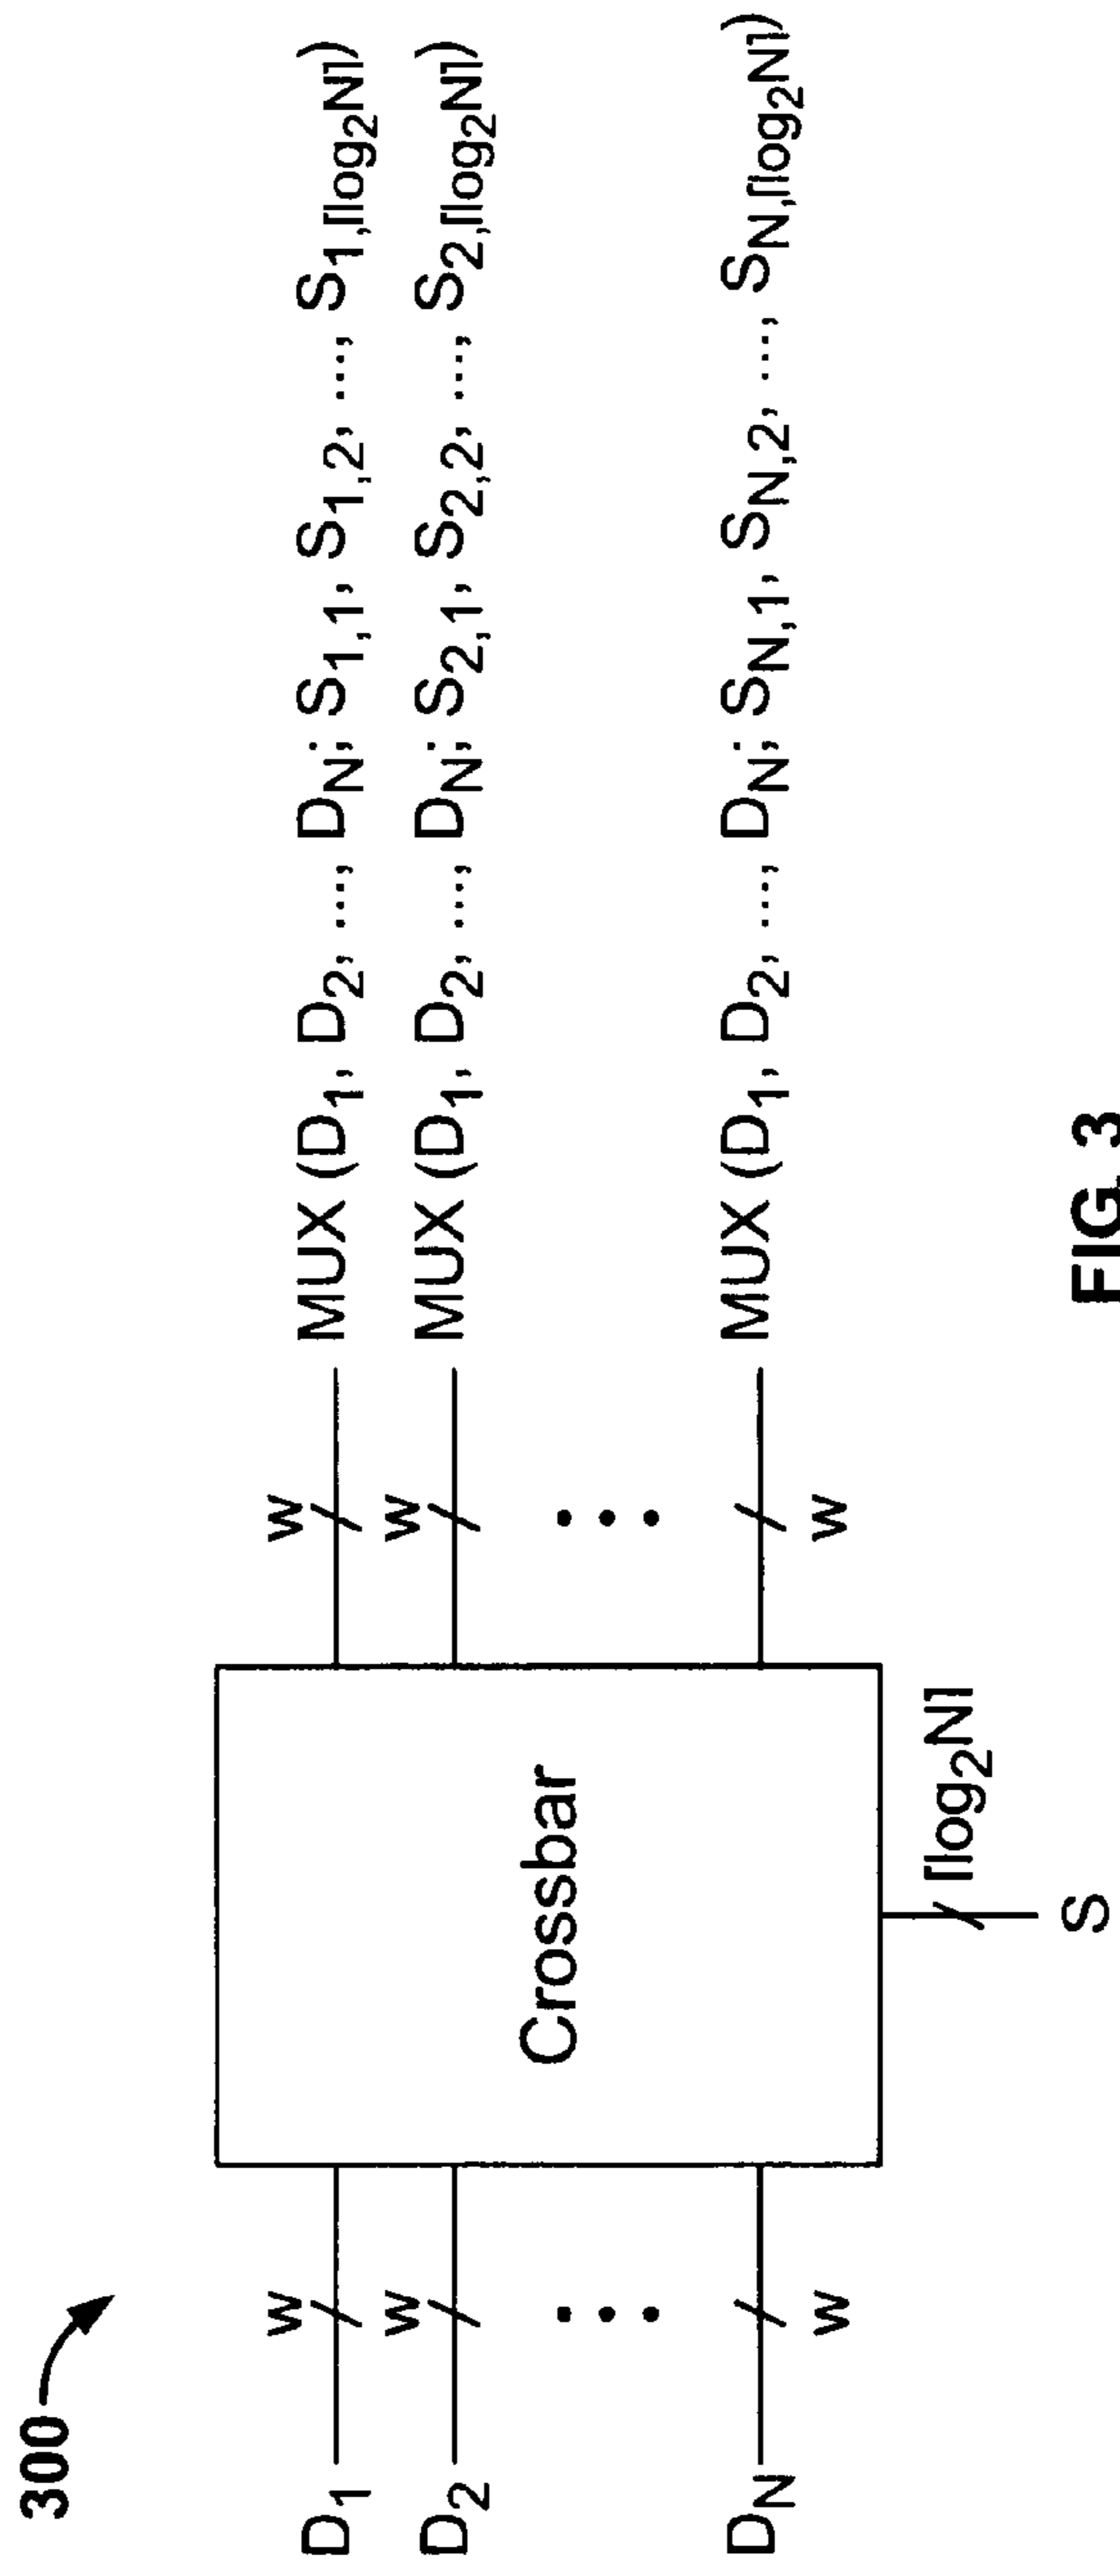 300
D1 w w MUX (D1, D2, ..., DN; S1,1, S1,2, ..., S1,⌈log2N⌉)
D2 w w MUX (D1, D2, ..., DN; S2,1, S2,2, ..., S2,⌈log2N⌉)
Crossbar
DN w w MUX (D1, D2, ..., DN; SN,1, SN,2, ..., SN,⌈log2N⌉)
⌈log2N⌉
S
FIG. 3